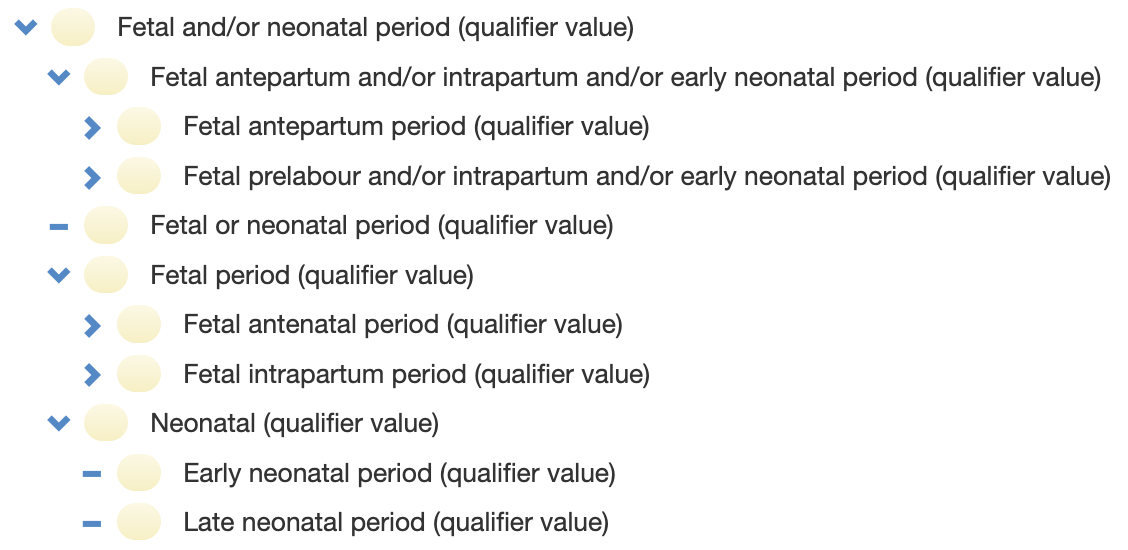 Fetal and/or neonatal period (qualifier value)
Fetal antepartum and/or intrapartum and/or early neonatal period (qualifier value)
Fetal antepartum period (qualifier value)
Fetal prelabour and/or intrapartum and/or early neonatal period (qualifier value)
Fetal or neonatal period (qualifier value)
Fetal period (qualifier value)
Fetal antenatal period (qualifier value)
Fetal intrapartum period (qualifier value)
Neonatal (qualifier value)
Early neonatal period (qualifier value)
Late neonatal period (qualifier value)